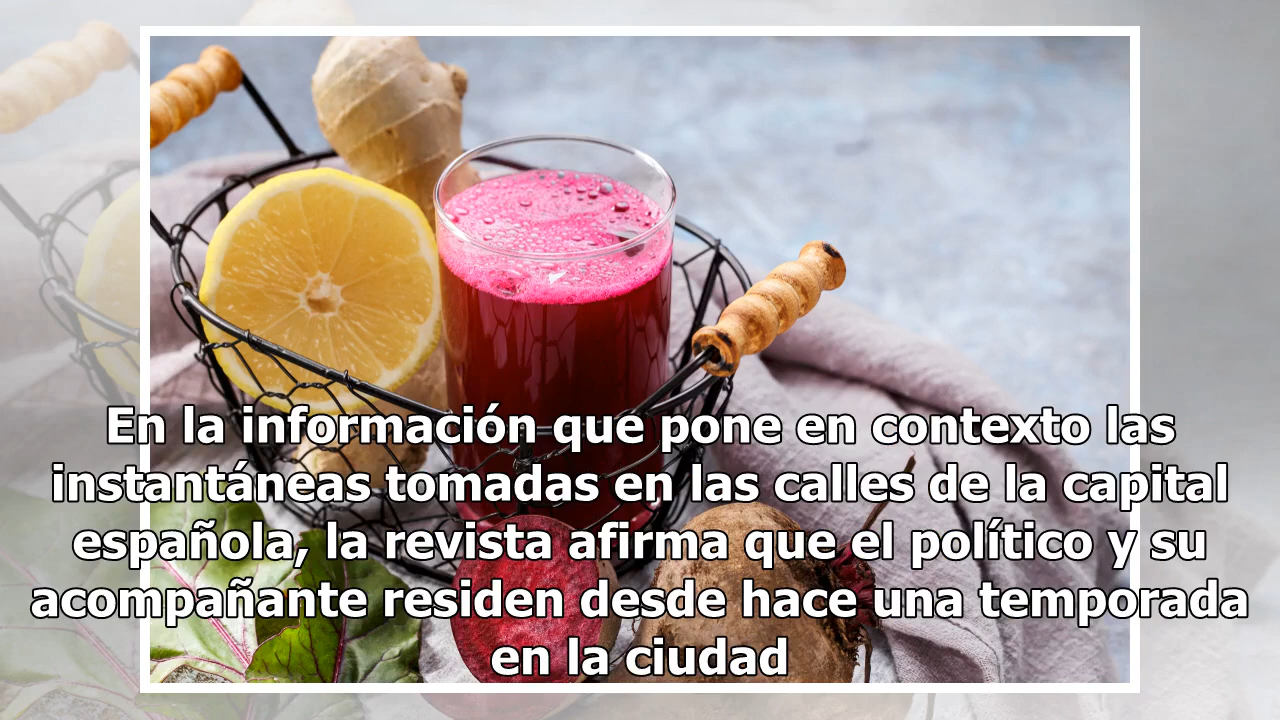 En la información que pone en contexto las
instantáneas tomadas en las calles de la capital
española, la revista afirma que el político y su
acompañante residen desde hace una temporada
en la ciudad